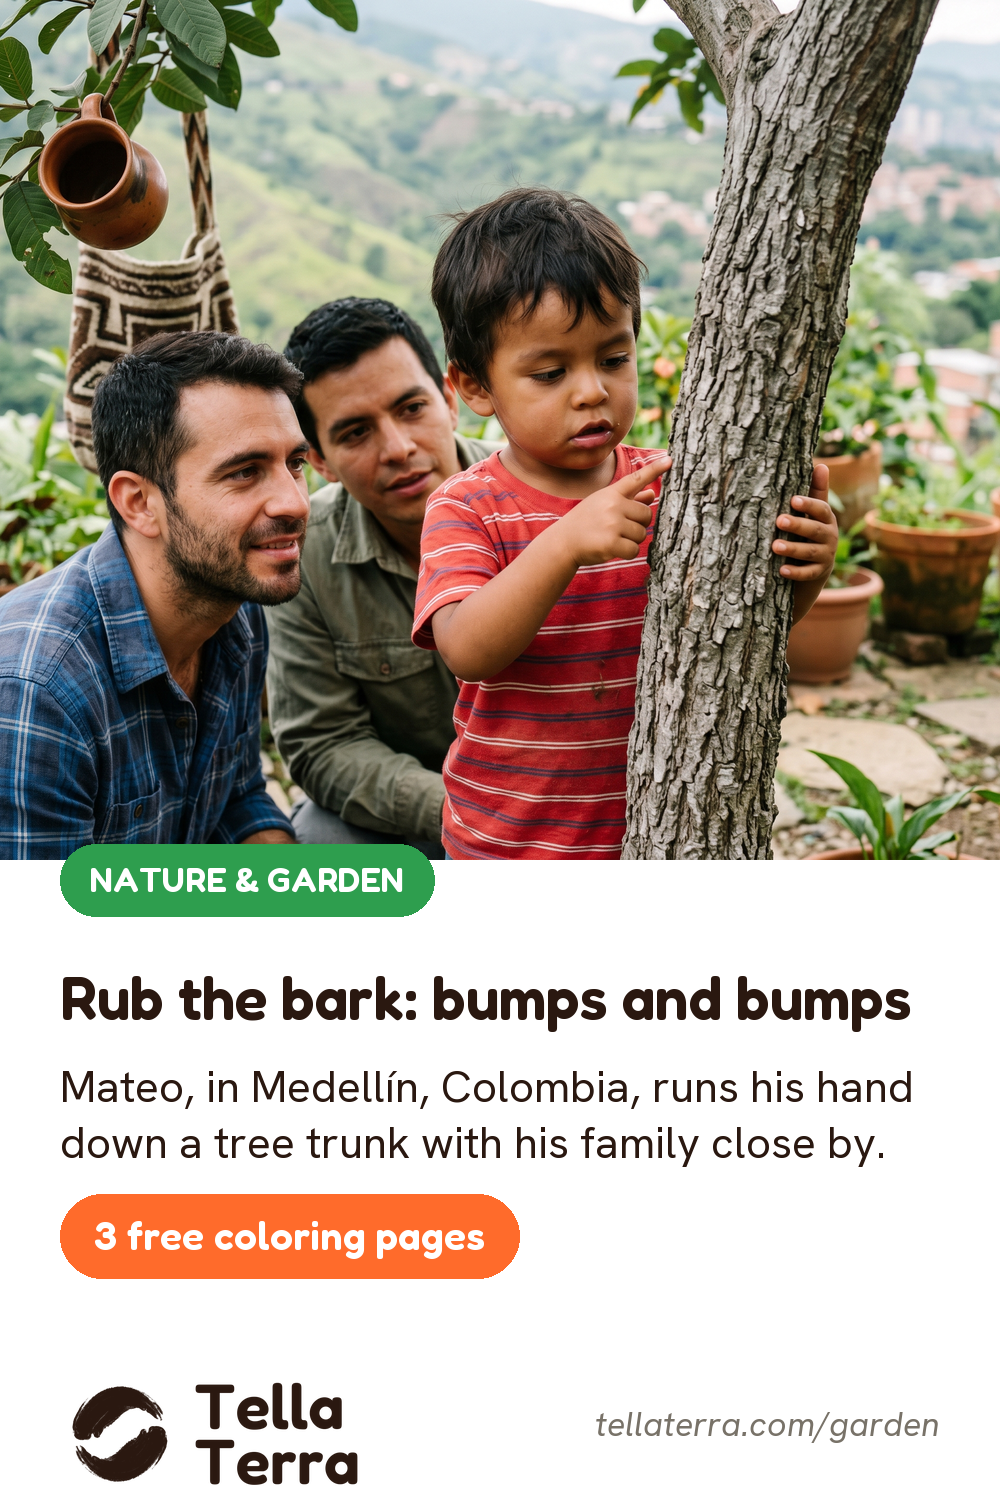 NATURE & GARDEN
Rub the bark: bumps and bumps
Mateo, in Medellín, Colombia, runs his hand
down a tree trunk with his family close by.
3 free coloring pages
Tella
Terra
tellaterra.com/garden